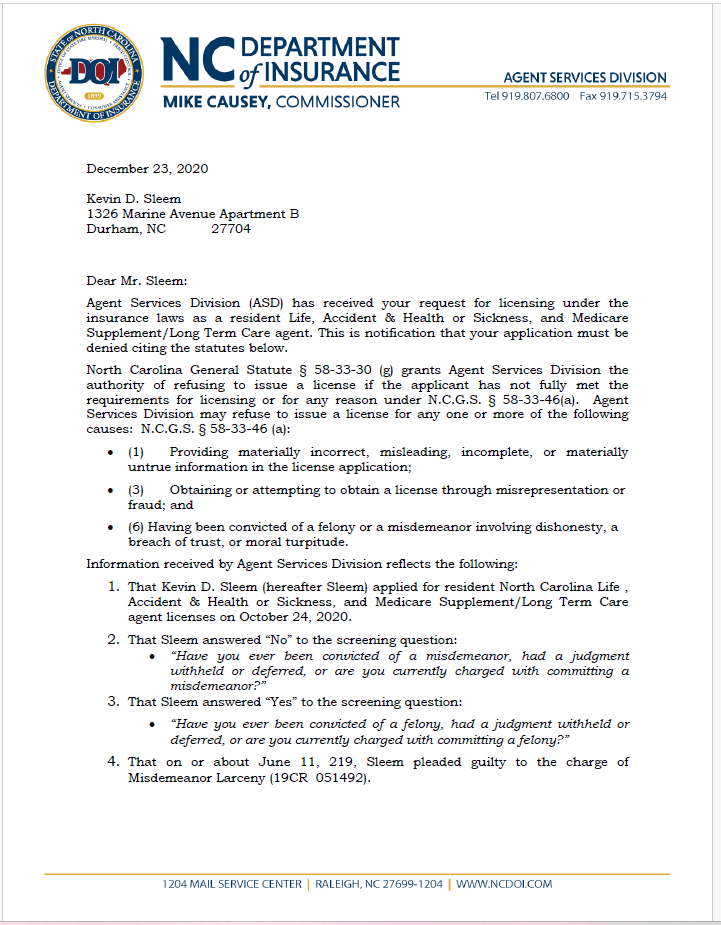 STATE OF NORTH CAROLINA
DOI
1899
DEPARTMENT OF INSURANCE
NC DEPARTMENT
of INSURANCE
MIKE CAUSEY, COMMISSIONER
AGENT SERVICES DIVISION
Tel 919.807.6800 Fax 919.715.3794
December 23, 2020
Kevin D. Sleem
1326 Marine Avenue Apartment B
Durham, NC 27704
Dear Mr. Sleem:
Agent Services Division (ASD) has received your request for licensing under the
insurance laws as a resident Life, Accident & Health or Sickness, and Medicare
Supplement/Long Term Care agent. This is notification that your application must be
denied citing the statutes below.
North Carolina General Statute § 58-33-30 (g) grants Agent Services Division the
authority of refusing to issue a license if the applicant has not fully met the
requirements for licensing or for any reason under N.C.G.S. § 58-33-46(a). Agent
Services Division may refuse to issue a license for any one or more of the following
causes: N.C.G.S. § 58-33-46 (a):
• (1) Providing materially incorrect, misleading, incomplete, or materially
untrue information in the license application;
• (3) Obtaining or attempting to obtain a license through misrepresentation or
fraud; and
• (6) Having been convicted of a felony or a misdemeanor involving dishonesty, a
breach of trust, or moral turpitude.
Information received by Agent Services Division reflects the following:
1. That Kevin D. Sleem (hereafter Sleem) applied for resident North Carolina Life ,
Accident & Health or Sickness, and Medicare Supplement/Long Term Care
agent licenses on October 24, 2020.
2. That Sleem answered “No” to the screening question:
• “Have you ever been convicted of a misdemeanor, had a judgment
withheld or deferred, or are you currently charged with committing a
misdemeanor?”
3. That Sleem answered “Yes” to the screening question:
• “Have you ever been convicted of a felony, had a judgment withheld or
deferred, or are you currently charged with committing a felony?”
4. That on or about June 11, 219, Sleem pleaded guilty to the charge of
Misdemeanor Larceny (19CR 051492).
1204 MAIL SERVICE CENTER | RALEIGH, NC 27699-1204 | WWW.NCDOI.COM